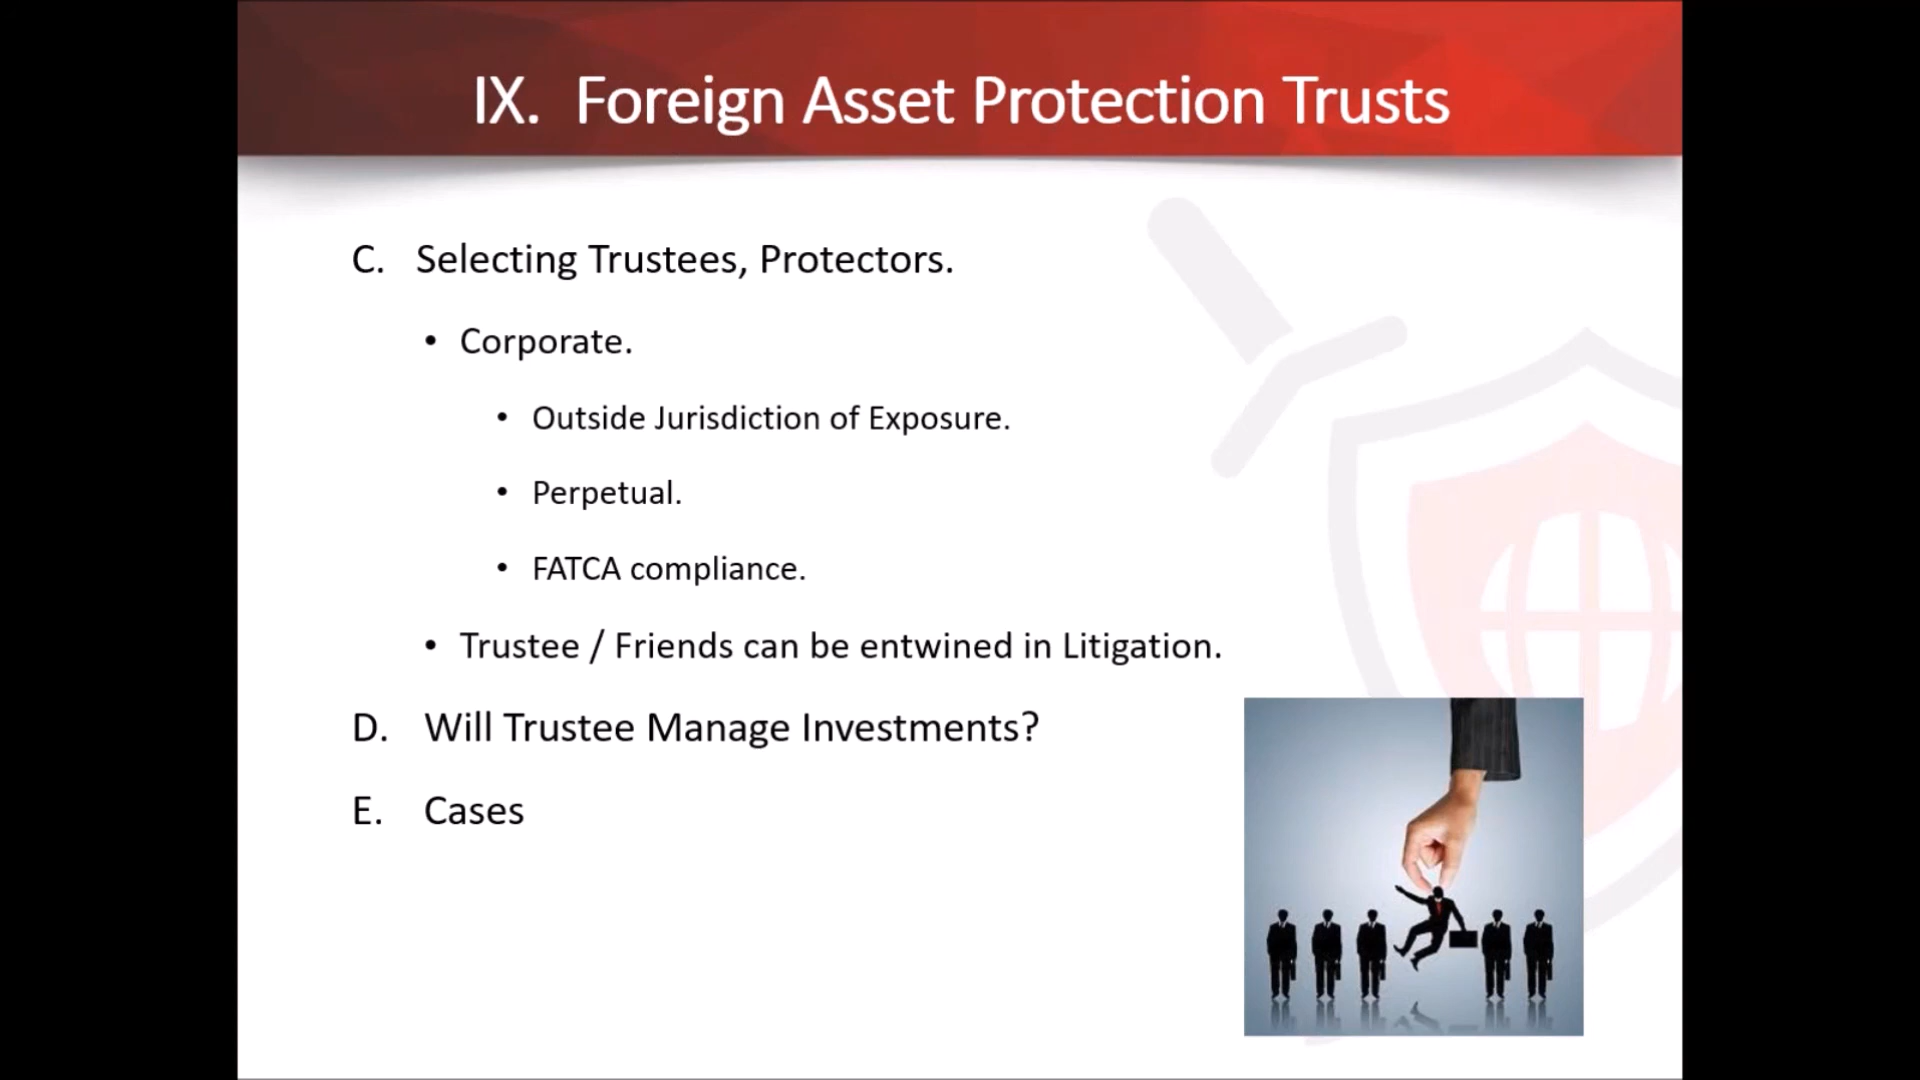 IX. Foreign Asset Protection Trusts
C. Selecting Trustees, Protectors.
• Corporate.
• Outside Jurisdiction of Exposure.
• Perpetual.
• FATCA compliance.
• Trustee / Friends can be entwined in Litigation.
D. Will Trustee Manage Investments?
E. Cases